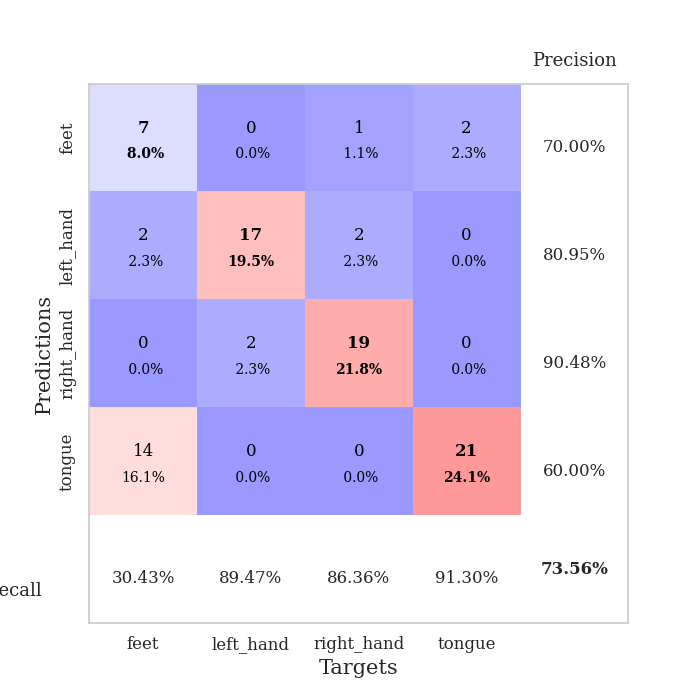 Precision
feet 7 0 1 2 70.00%
8.0% 0.0% 1.1% 2.3%
left_hand 2 17 2 0 80.95%
2.3% 19.5% 2.3% 0.0%
Predictions
right_hand 0 2 19 0 90.48%
0.0% 2.3% 21.8% 0.0%
tongue 14 0 0 21 60.00%
16.1% 0.0% 0.0% 24.1%
ecall 30.43% 89.47% 86.36% 91.30% 73.56%
feet left_hand right_hand tongue
Targets